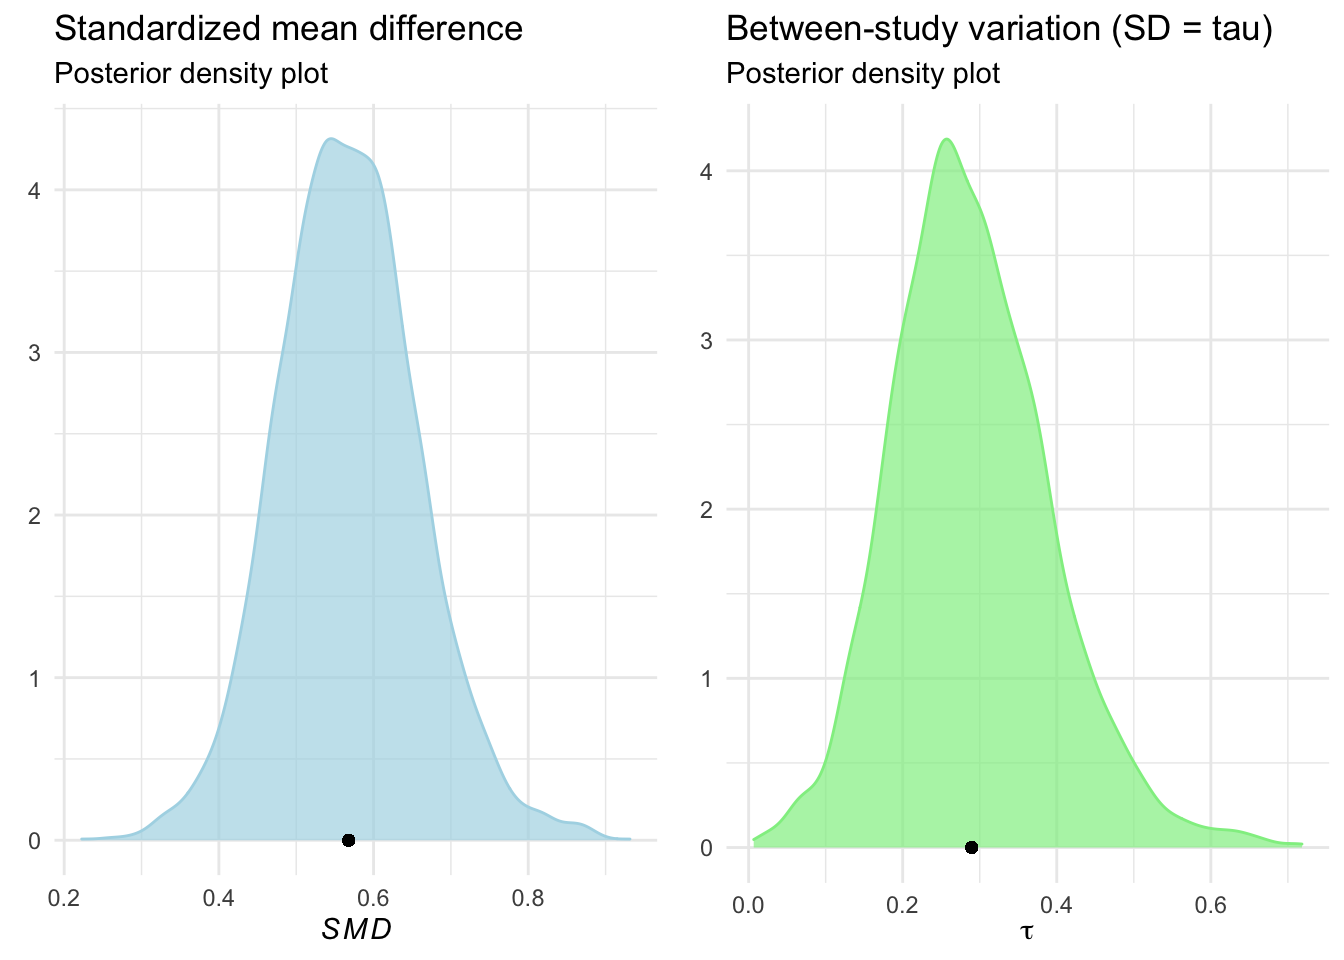 Standardized mean difference
Posterior density plot
4
3
2
1
0
0.2 0.4 0.6 0.8
SMD
Between-study variation (SD = tau)
Posterior density plot
4
3
2
1
0
0.0 0.2 0.4 0.6
τ